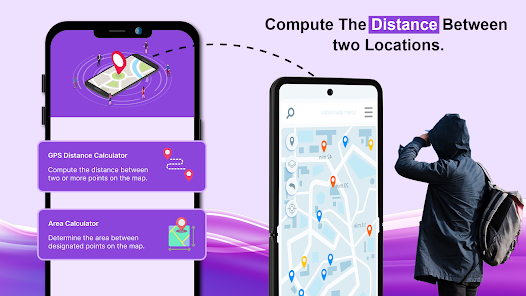 Compute The Distance Between
two Locations.
GPS Distance Calculator
Compute the distance between
two or more points on the map.
Area Calculator
Determine the area between
designated points on the map.